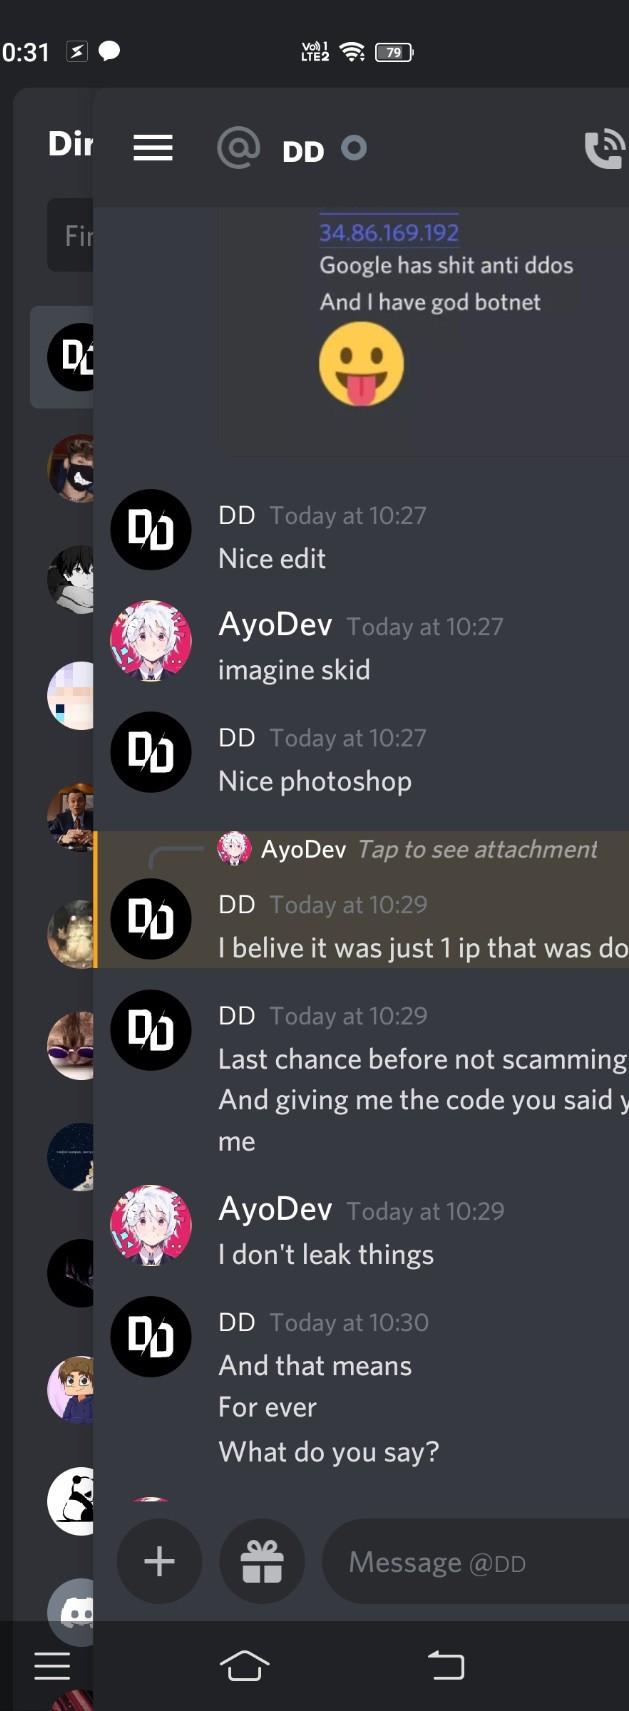 0:31
Vo) 1
LTE2
79
Dir
@ DD
Fir
34.86.169.192
Google has shit anti ddos
And I have god botnet
DD Today at 10:27
Nice edit
AyoDev Today at 10:27
imagine skid
DD Today at 10:27
Nice photoshop
AyoDev Tap to see attachment
DD Today at 10:29
I belive it was just 1 ip that was do
DD Today at 10:29
Last chance before not scamming
And giving me the code you said y
me
AyoDev Today at 10:29
I don't leak things
DD Today at 10:30
And that means
For ever
What do you say?
Message @DD